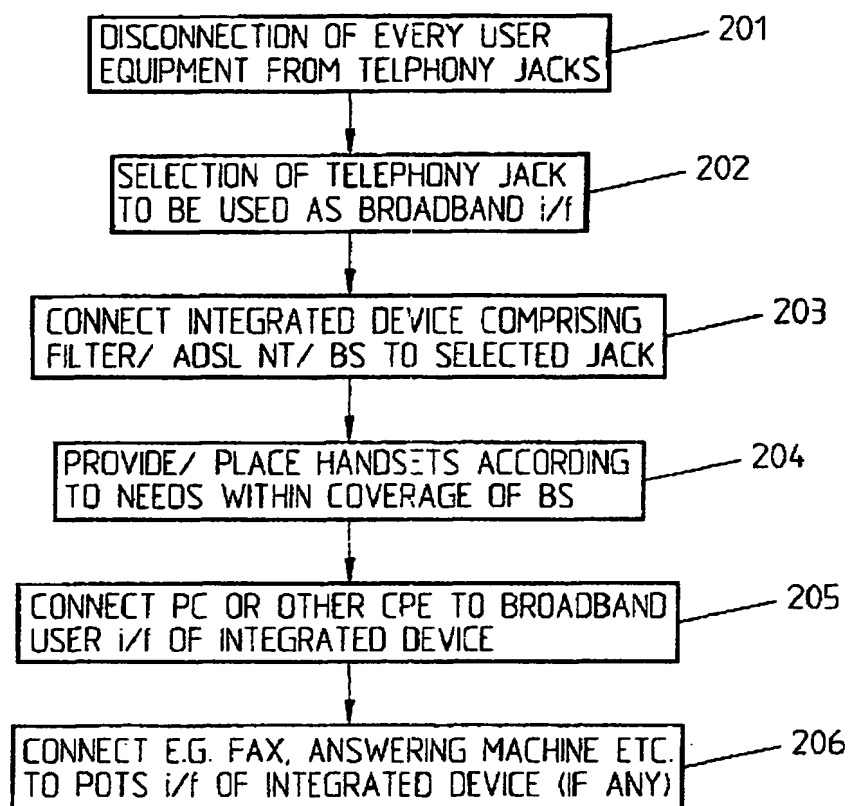 DISCONNECTION OF EVERY USER
EQUIPMENT FROM TELPHONY JACKS
201
SELECTION OF TELEPHONY JACK
TO BE USED AS BROADBAND i/f
202
CONNECT INTEGRATED DEVICE COMPRISING
FILTER/ ADSL NT/ BS TO SELECTED JACK
203
PROVIDE/ PLACE HANDSETS ACCORDING
TO NEEDS WITHIN COVERAGE OF BS
204
CONNECT PC OR OTHER CPE TO BROADBAND
USER i/f OF INTEGRATED DEVICE
205
CONNECT E.G. FAX, ANSWERING MACHINE ETC.
TO POTS i/f OF INTEGRATED DEVICE (IF ANY)
206